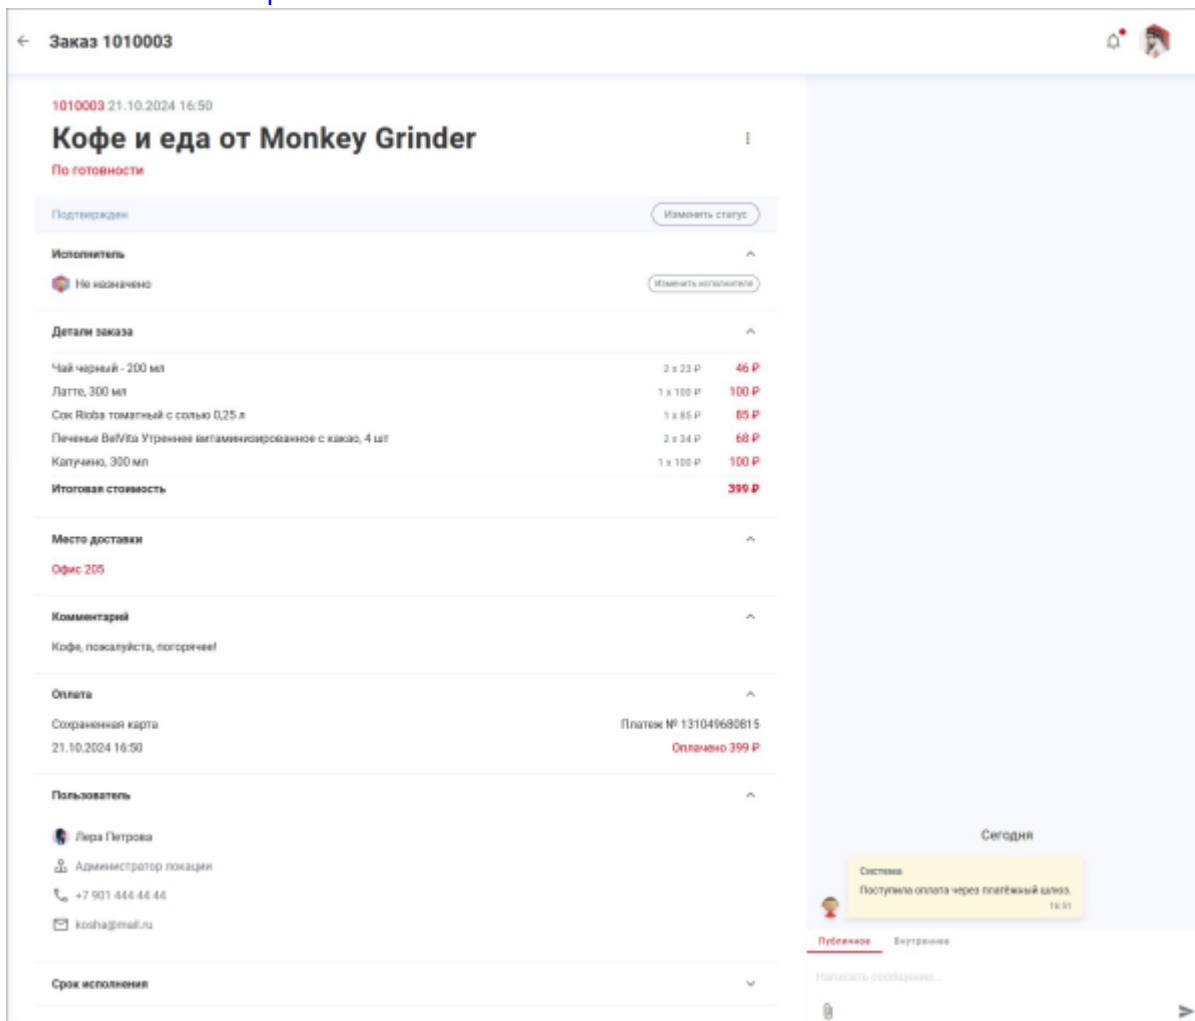 Заказ 1010003
1010003 21.10.2024 16:50
Кофе и еда от Monkey Grinder
По готовности
Подтвержден
Изменить статус
Исполнитель
Не назначено
Изменить исполнителя
Детали заказа
Чай черный - 200 мл 2 x 23 ₽ 46 ₽
Латте, 300 мл 1 x 100 ₽ 100 ₽
Сок Rioba томатный с солью 0,25 л 1 x 85 ₽ 85 ₽
Печенье BelVita Утреннее витаминизированное с какао, 4 шт 2 x 34 ₽ 68 ₽
Капучино, 300 мл 1 x 100 ₽ 100 ₽
Итоговая стоимость 399 ₽
Место доставки
Офис 205
Комментарий
Кофе, пожалуйста, погорячее!
Оплата
Сохраненная карта Платеж № 131049680815
21.10.2024 16:50 Оплачено 399 ₽
Пользователь
Лера Петрова
Администратор локации
+7 901 444-44-44
kosha@mail.ru
Срок исполнения
Сегодня
Система
Поступила оплата через платёжный шлюз.
16:51
Публичное Внутреннее
Написать сообщение...